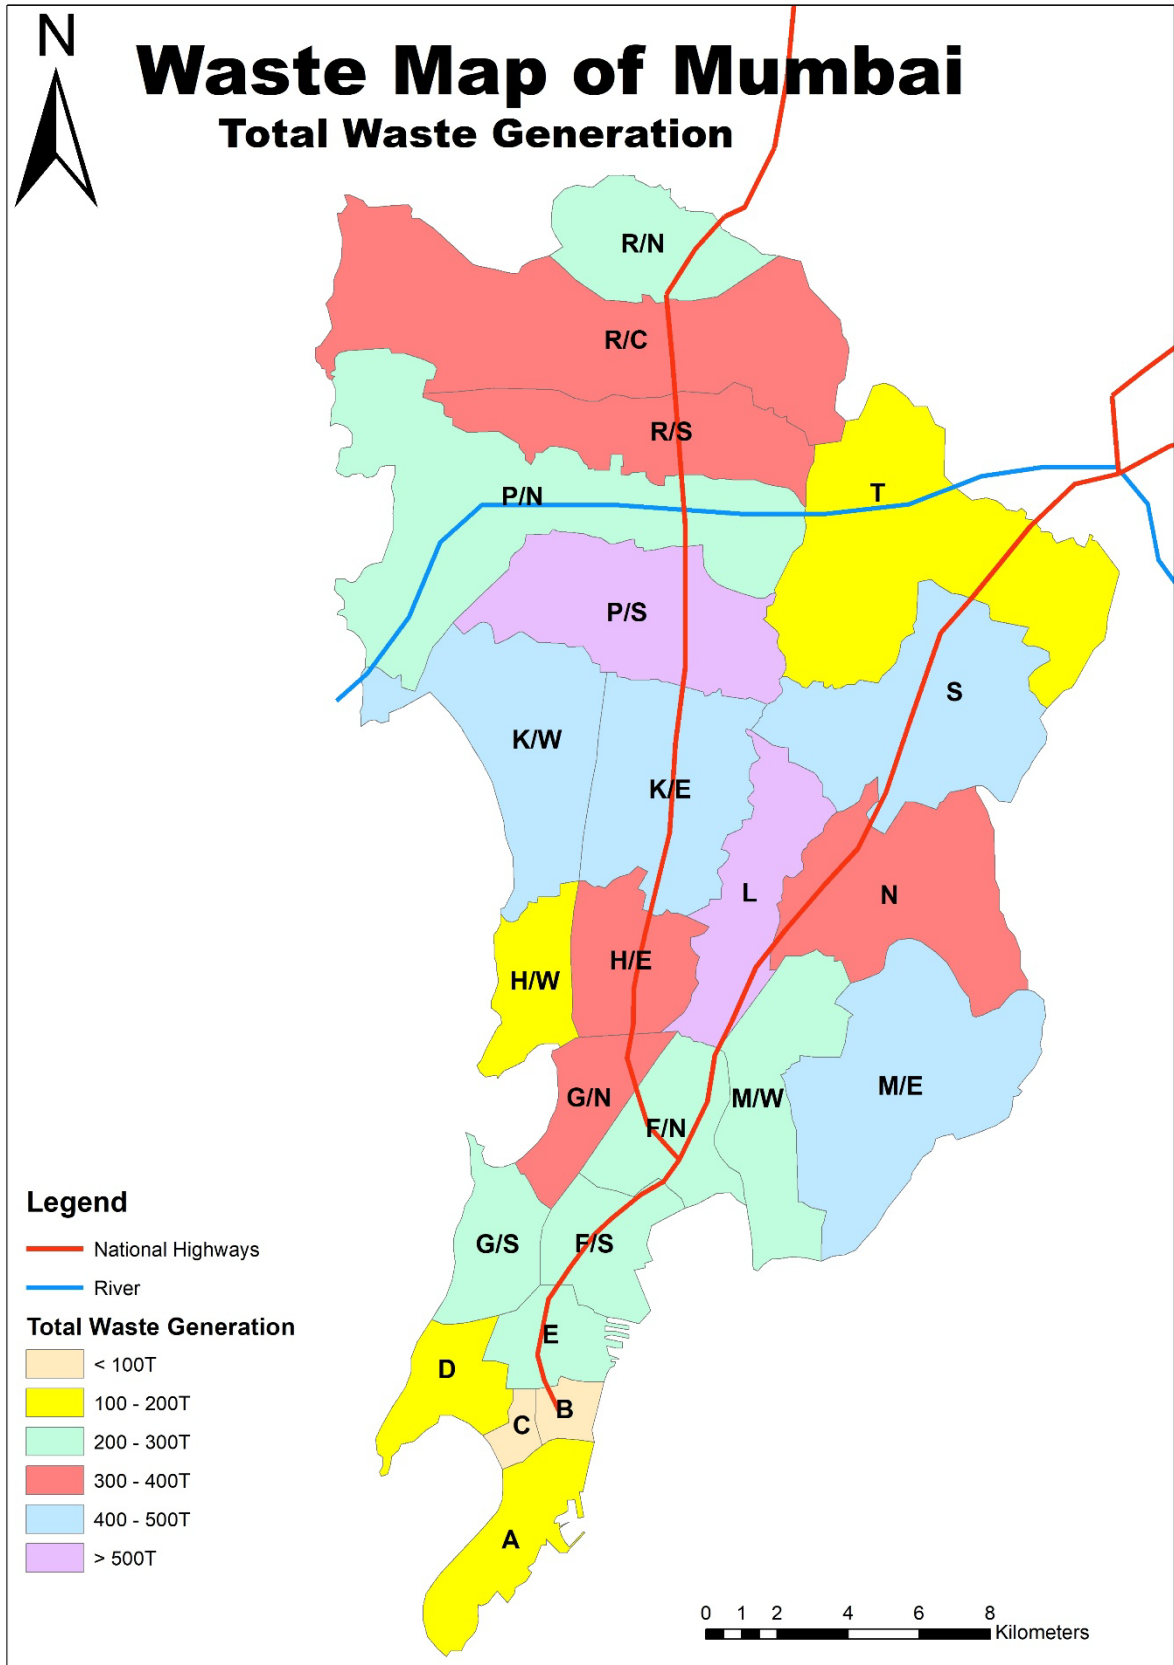 N
Waste Map of Mumbai
Total Waste Generation
R/N
R/C
R/S
T
P/N
P/S
S
K/W
K/E
L
N
H/E
H/W
M/E
G/N
M/W
F/N
G/S
F/S
E
D
B
C
A
Legend
National Highways
River
Total Waste Generation
< 100T
100 - 200T
200 - 300T
300 - 400T
400 - 500T
> 500T
0 1 2 4 6 8
Kilometers